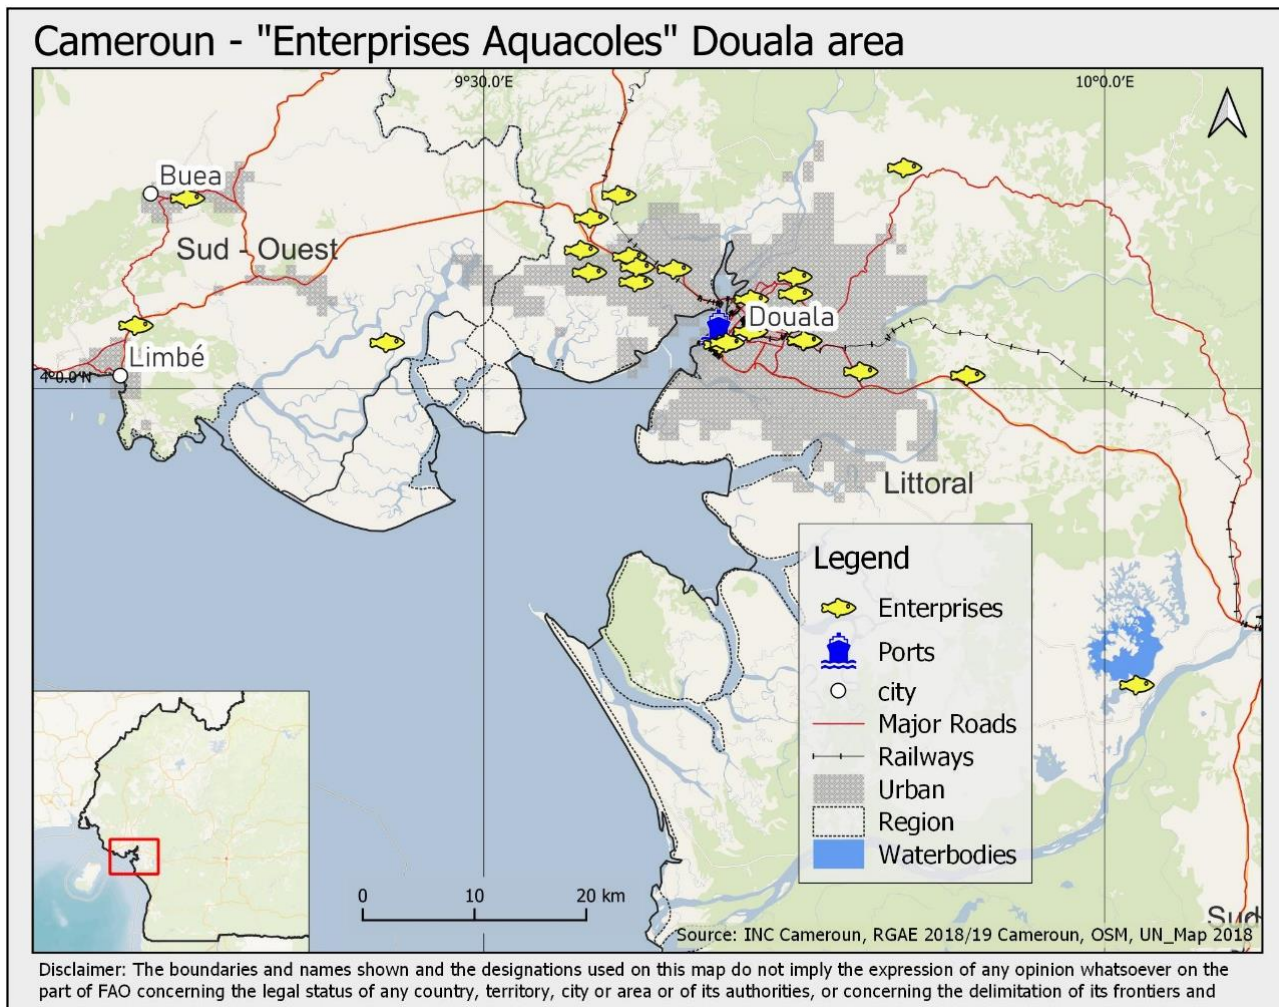 Cameroun - "Enterprises Aquacoles" Douala area
9°30.0′E
10°0.0′E
Buea
Sud - Ouest
Douala
Limbé
4°0.0′N
Littoral
Legend
Enterprises
Ports
city
Major Roads
Railways
Urban
Region
Waterbodies
0 10 20 km
Sud
Source: INC Cameroun, RGAE 2018/19 Cameroun, OSM, UN_Map 2018
Disclaimer: The boundaries and names shown and the designations used on this map do not imply the expression of any opinion whatsoever on the
part of FAO concerning the legal status of any country, territory, city or area or of its authorities, or concerning the delimitation of its frontiers and